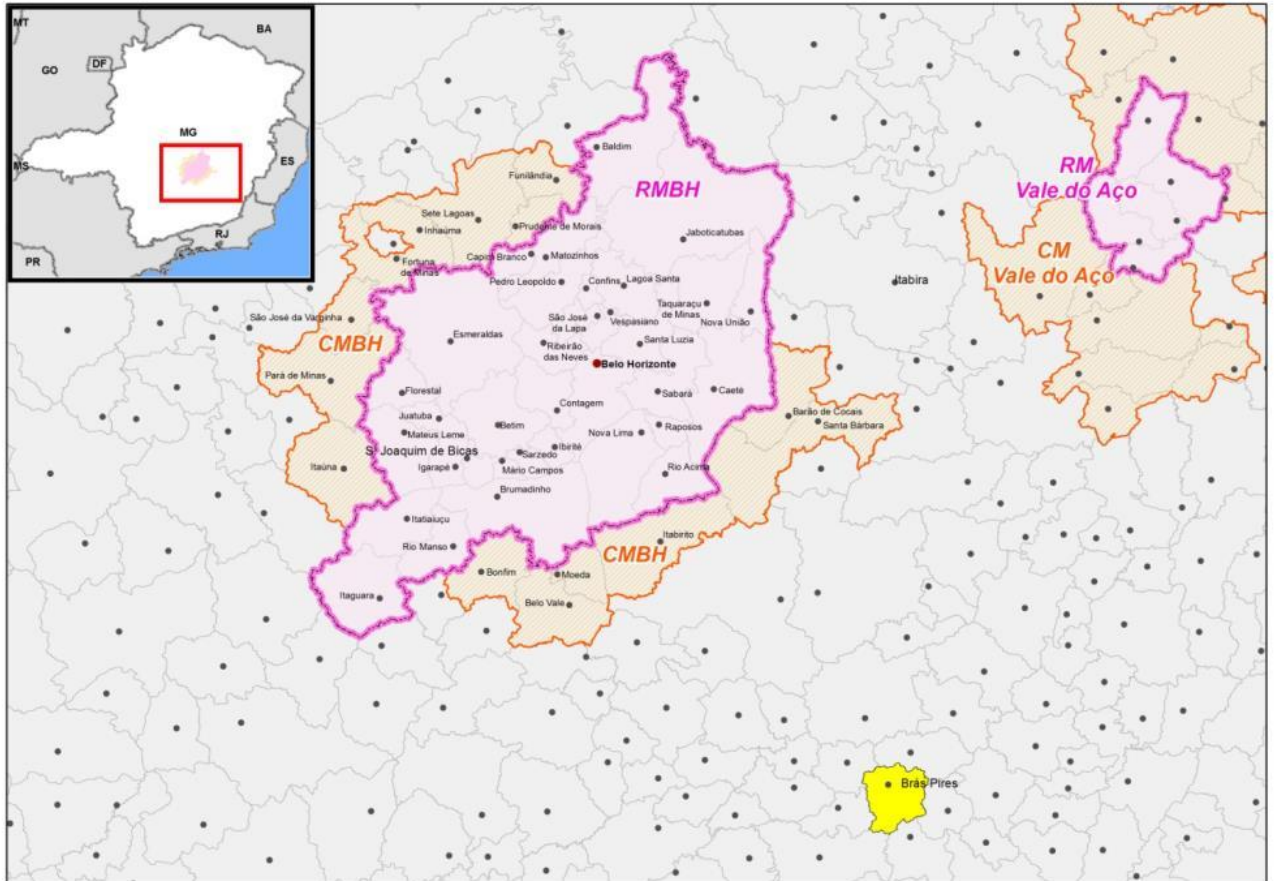 MT
BA
GO
DF
MG
MS
ES
RJ
PR
Baldim
RM
Vale do Aço
Funilândia
RMBH
Sete Lagoas
Inhaúma
Prudente de Morais
Jaboticatubas
CM
Vale do Aço
Capim Branco
Matozinhos
Fortuna
de Minas
Pedro Leopoldo
Confins
Lagoa Santa
Itabira
Taquaraçu
de Minas
Nova União
São José da Varginha
São José
da Lapa
Vespasiano
Esmeraldas
CMBH
Ribeirão
das Neves
Santa Luzia
Belo Horizonte
Pará de Minas
Florestal
Sabará
Caeté
Contagem
Juatuba
Barão de Cocais
Santa Bárbara
Betim
Mateus Leme
Nova Lima
Raposos
S. Joaquim de Bicas
Ibirité
Sarzedo
Itaúna
Igarapé
Mário Campos
Rio Acima
Brumadinho
Itatiaiuçu
Itabirito
Rio Manso
CMBH
Bonfim
Moeda
Itaguara
Belo Vale
Brás Pires